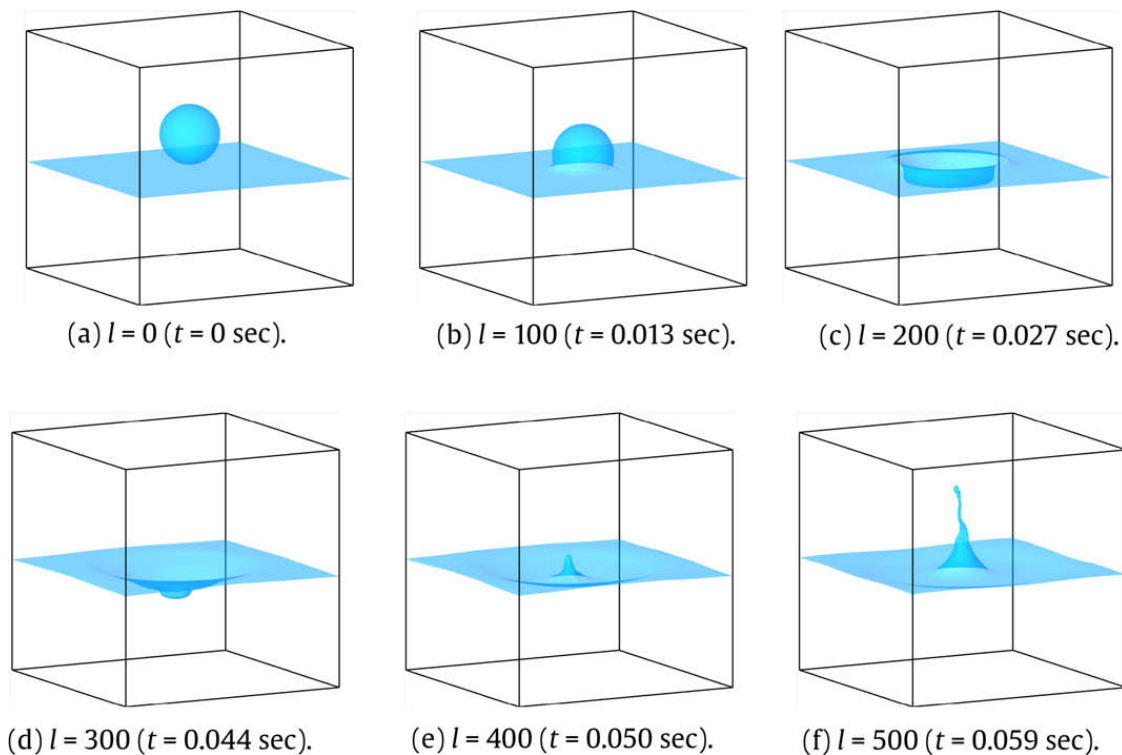 (a) l = 0 (t = 0 sec).
(b) l = 100 (t = 0.013 sec).
(c) l = 200 (t = 0.027 sec).
(d) l = 300 (t = 0.044 sec).
(e) l = 400 (t = 0.050 sec).
(f) l = 500 (t = 0.059 sec).